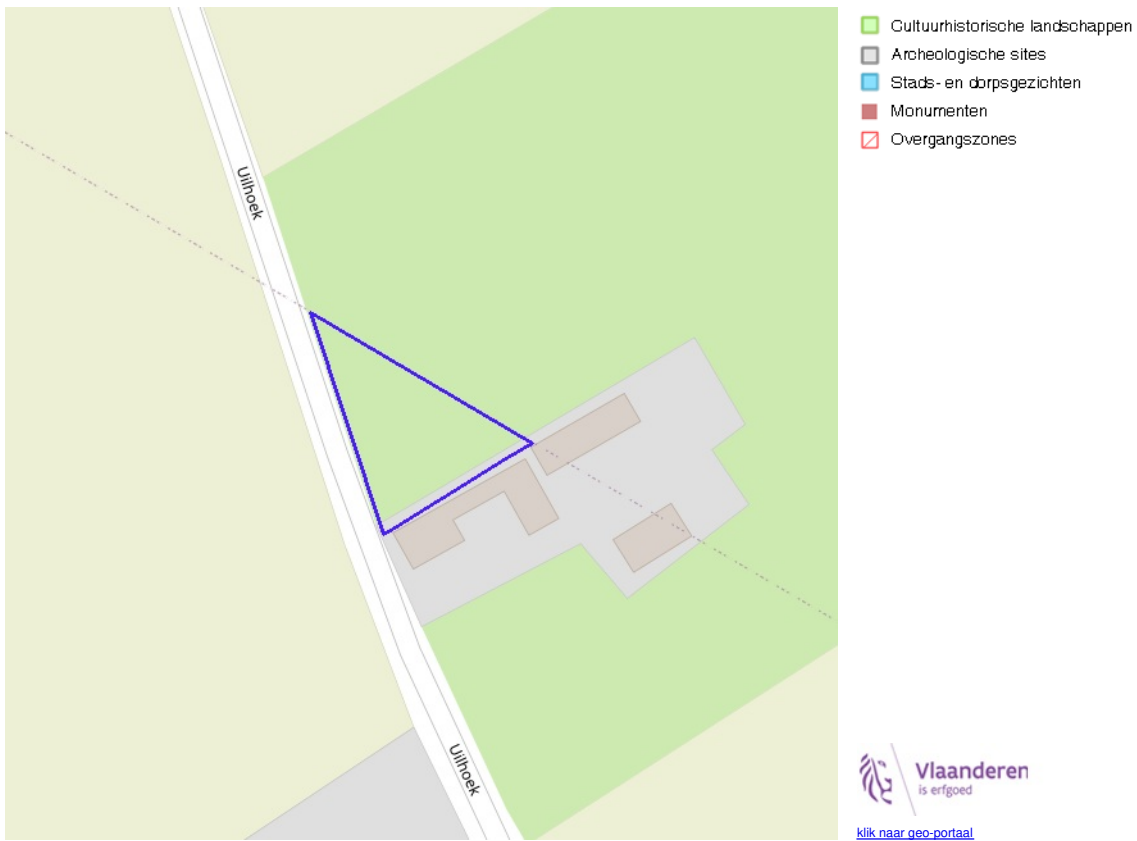 Uilhoek
Uilhoek
Cultuurhistorische landschappen
Archeologische sites
Stads- en dorpsgezichten
Monumenten
Overgangszones
Vlaanderen
is erfgoed
klik naar geo-portaal